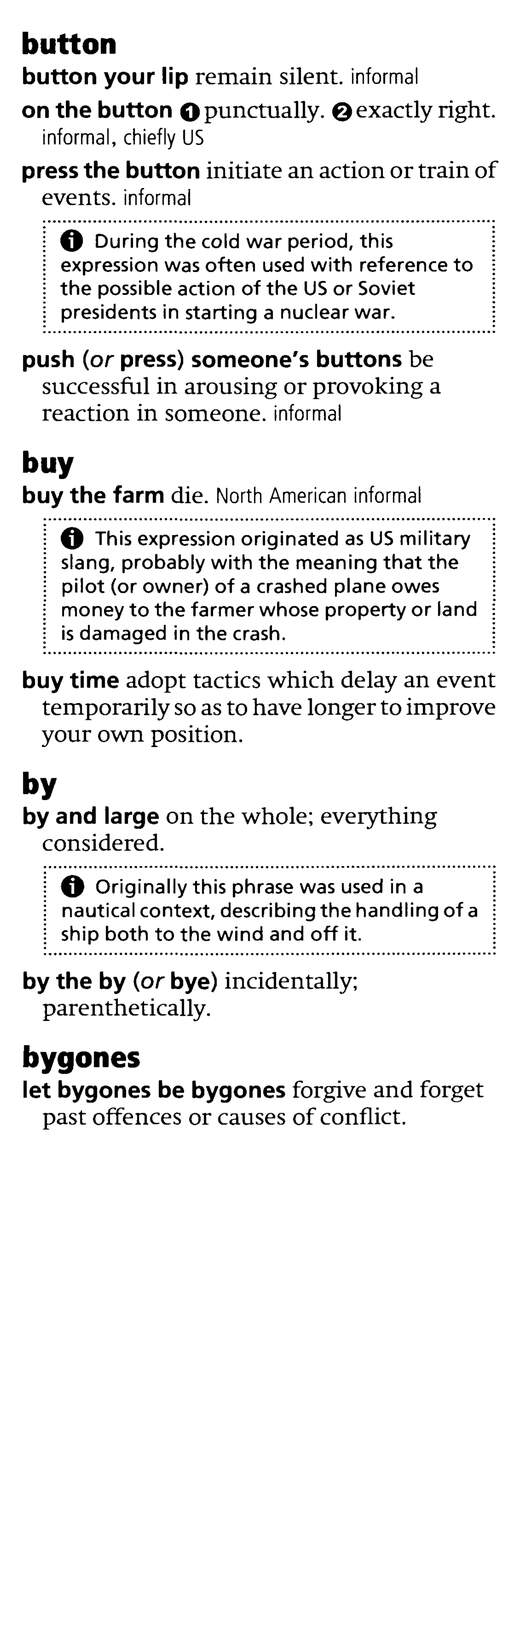 button
button your lip remain silent. informal
on the button ❶ punctually. ❷ exactly right.
informal, chiefly US
press the button initiate an action or train of
events. informal
ℹ During the cold war period, this
expression was often used with reference to
the possible action of the US or Soviet
presidents in starting a nuclear war.
push (or press) someone's buttons be
successful in arousing or provoking a
reaction in someone. informal
buy
buy the farm die. North American informal
ℹ This expression originated as US military
slang, probably with the meaning that the
pilot (or owner) of a crashed plane owes
money to the farmer whose property or land
is damaged in the crash.
buy time adopt tactics which delay an event
temporarily so as to have longer to improve
your own position.
by
by and large on the whole; everything
considered.
ℹ Originally this phrase was used in a
nautical context, describing the handling of a
ship both to the wind and off it.
by the by (or bye) incidentally;
parenthetically.
bygones
let bygones be bygones forgive and forget
past offences or causes of conflict.